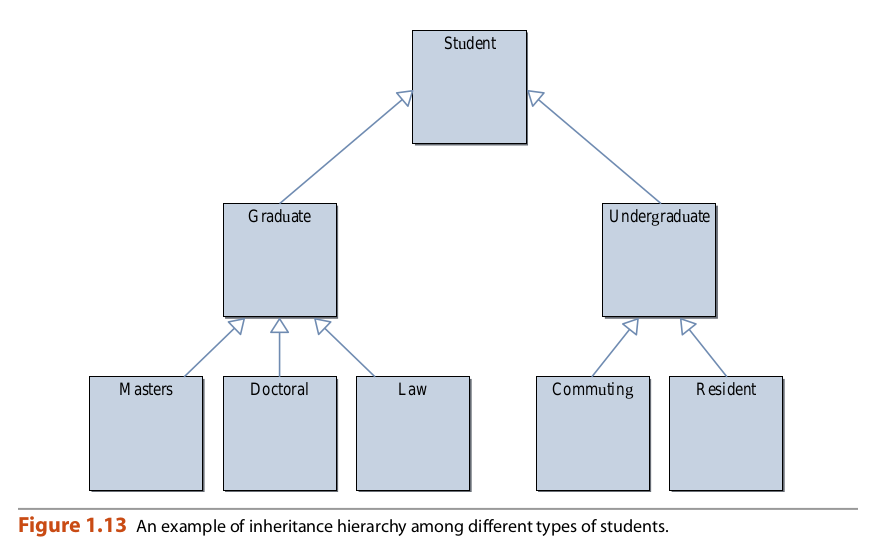 Student
Graduate
Undergraduate
Masters
Doctoral
Law
Commuting
Resident
Figure 1.13 An example of inheritance hierarchy among different types of students.